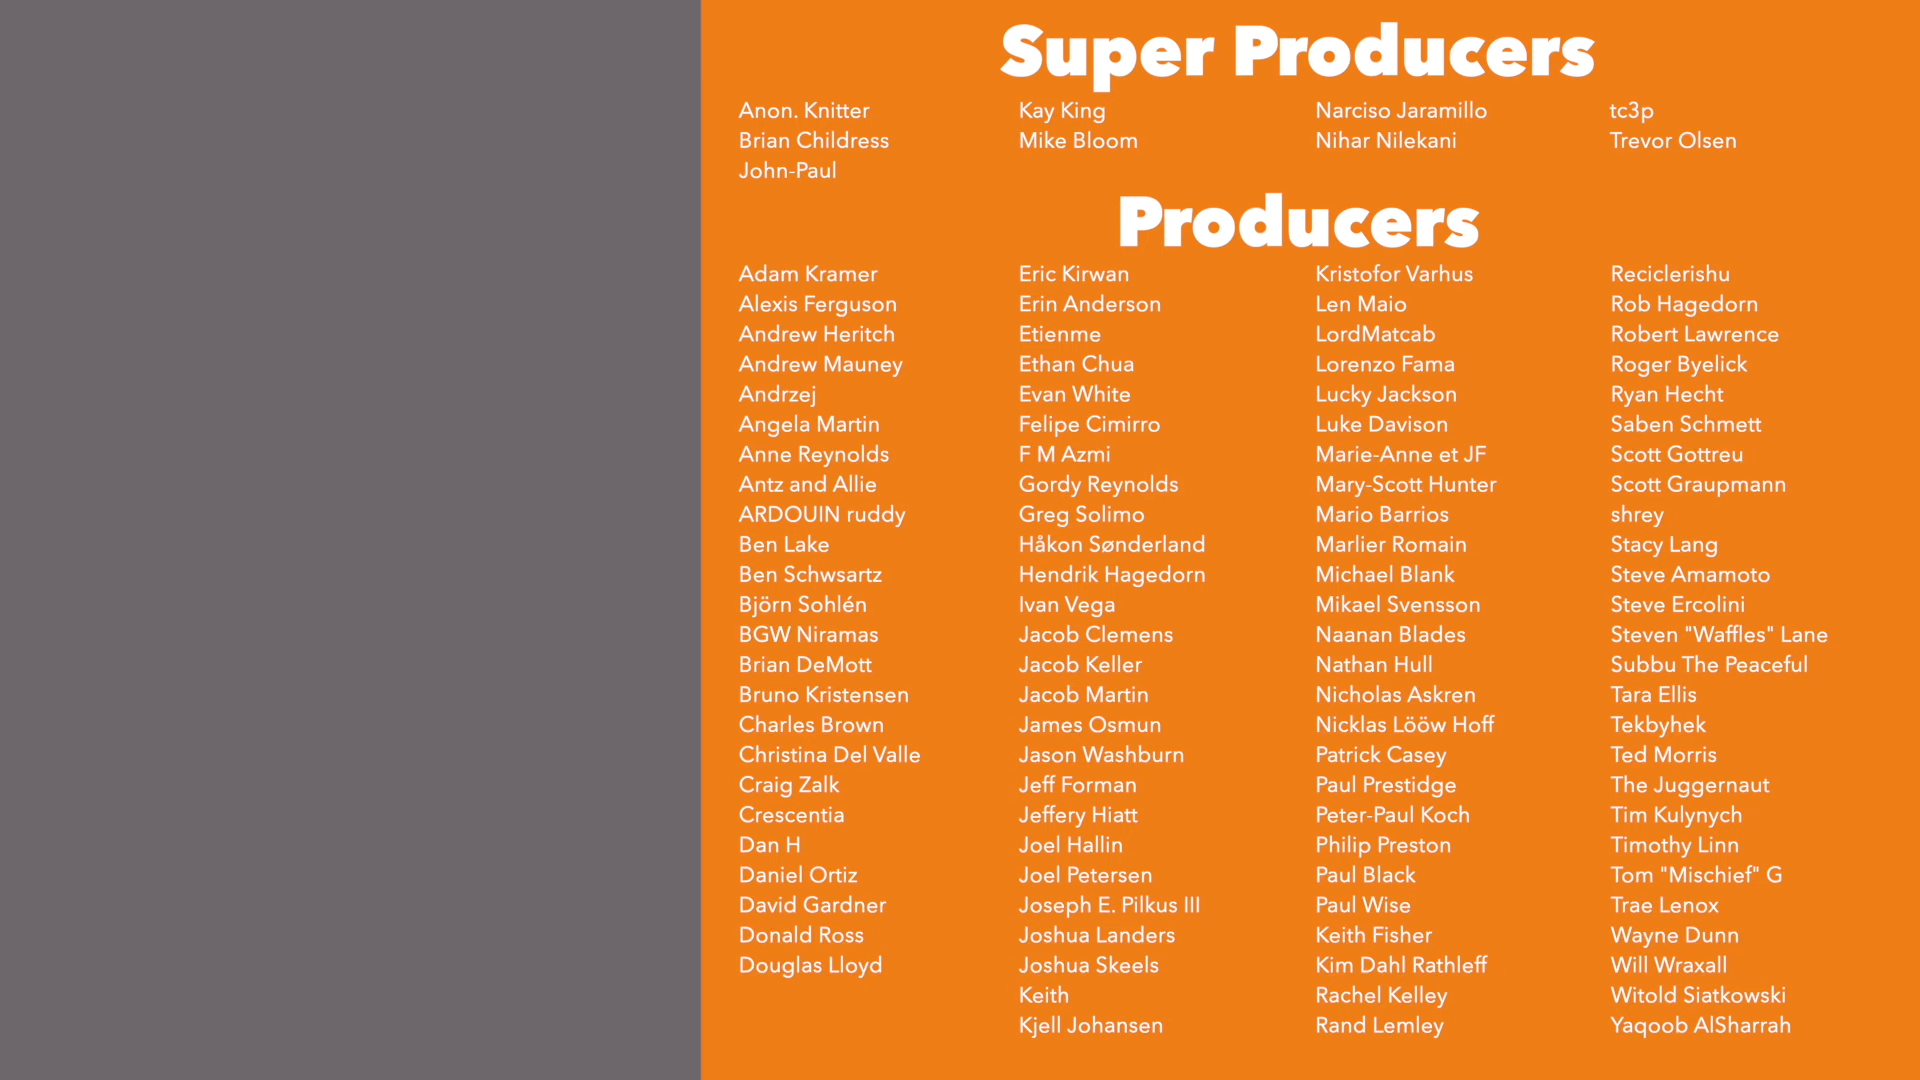 Super Producers
Anon. Knitter
Brian Childress
John-Paul
Kay King
Mike Bloom
Narciso Jaramillo
Nihar Nilekani
tc3p
Trevor Olsen
Producers
Adam Kramer
Alexis Ferguson
Andrew Heritch
Andrew Mauney
Andrzej
Angela Martin
Anne Reynolds
Antz and Allie
ARDOUIN ruddy
Ben Lake
Ben Schwsartz
Björn Sohlén
BGW Niramas
Brian DeMott
Bruno Kristensen
Charles Brown
Christina Del Valle
Craig Zalk
Crescentia
Dan H
Daniel Ortiz
David Gardner
Donald Ross
Douglas Lloyd
Eric Kirwan
Erin Anderson
Etienme
Ethan Chua
Evan White
Felipe Cimirro
F M Azmi
Gordy Reynolds
Greg Solimo
Håkon Sønderland
Hendrik Hagedorn
Ivan Vega
Jacob Clemens
Jacob Keller
Jacob Martin
James Osmun
Jason Washburn
Jeff Forman
Jeffery Hiatt
Joel Hallin
Joel Petersen
Joseph E. Pilkus III
Joshua Landers
Joshua Skeels
Keith
Kjell Johansen
Kristofor Varhus
Len Maio
LordMatcab
Lorenzo Fama
Lucky Jackson
Luke Davison
Marie-Anne et JF
Mary-Scott Hunter
Mario Barrios
Marlier Romain
Michael Blank
Mikael Svensson
Naanan Blades
Nathan Hull
Nicholas Askren
Nicklas Lööw Hoff
Patrick Casey
Paul Prestidge
Peter-Paul Koch
Philip Preston
Paul Black
Paul Wise
Keith Fisher
Kim Dahl Rathleff
Rachel Kelley
Rand Lemley
Reciclerishu
Rob Hagedorn
Robert Lawrence
Roger Byelick
Ryan Hecht
Saben Schmett
Scott Gottreu
Scott Graupmann
shrey
Stacy Lang
Steve Amamoto
Steve Ercolini
Steven "Waffles" Lane
Subbu The Peaceful
Tara Ellis
Tekbyhek
Ted Morris
The Juggernaut
Tim Kulynych
Timothy Linn
Tom "Mischief" G
Trae Lenox
Wayne Dunn
Will Wraxall
Witold Siatkowski
Yaqoob AlSharrah